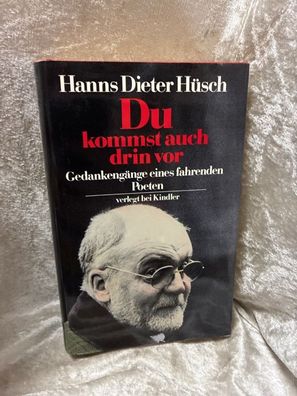 Hanns Dieter Hüsch
Du
kommst auch
drin vor
Gedankengänge eines fahrenden
Poeten
verlegt bei Kindler